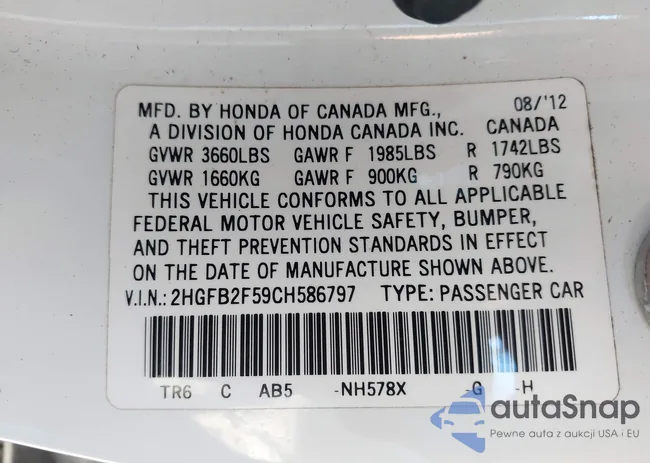 MFD. BY HONDA OF CANADA MFG., 08/'12
A DIVISION OF HONDA CANADA INC. CANADA
GVWR 3660LBS GAWR F 1985LBS R 1742LBS
GVWR 1660KG GAWR F 900KG R 790KG
THIS VEHICLE CONFORMS TO ALL APPLICABLE
FEDERAL MOTOR VEHICLE SAFETY, BUMPER,
AND THEFT PREVENTION STANDARDS IN EFFECT
ON THE DATE OF MANUFACTURE SHOWN ABOVE.
V.I.N.: 2HGFB2F59CH586797 TYPE: PASSENGER CAR
TR6 C AB5 -NH578X -G -H
autaSnap
Pewne auta z aukcji USA i EU